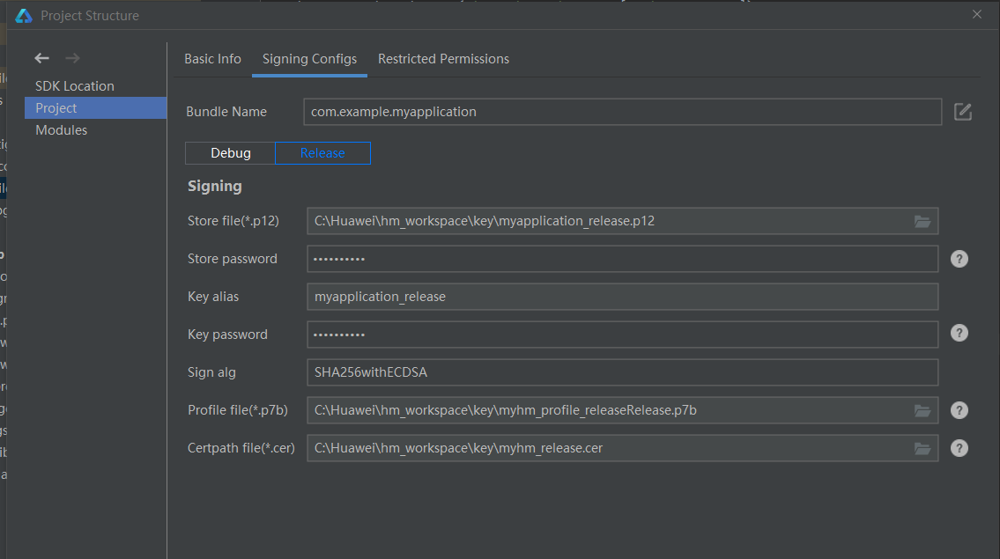 Project Structure
Basic Info Signing Configs Restricted Permissions
SDK Location
Project
Modules
Bundle Name com.example.myapplication
Debug Release
Signing
Store file(*.p12) C:\Huawei\hm_workspace\key\myapplication_release.p12
Store password ••••••••••
Key alias myapplication_release
Key password ••••••••••
Sign alg SHA256withECDSA
Profile file(*.p7b) C:\Huawei\hm_workspace\key\myhm_profile_releaseRelease.p7b
Certpath file(*.cer) C:\Huawei\hm_workspace\key\myhm_release.cer